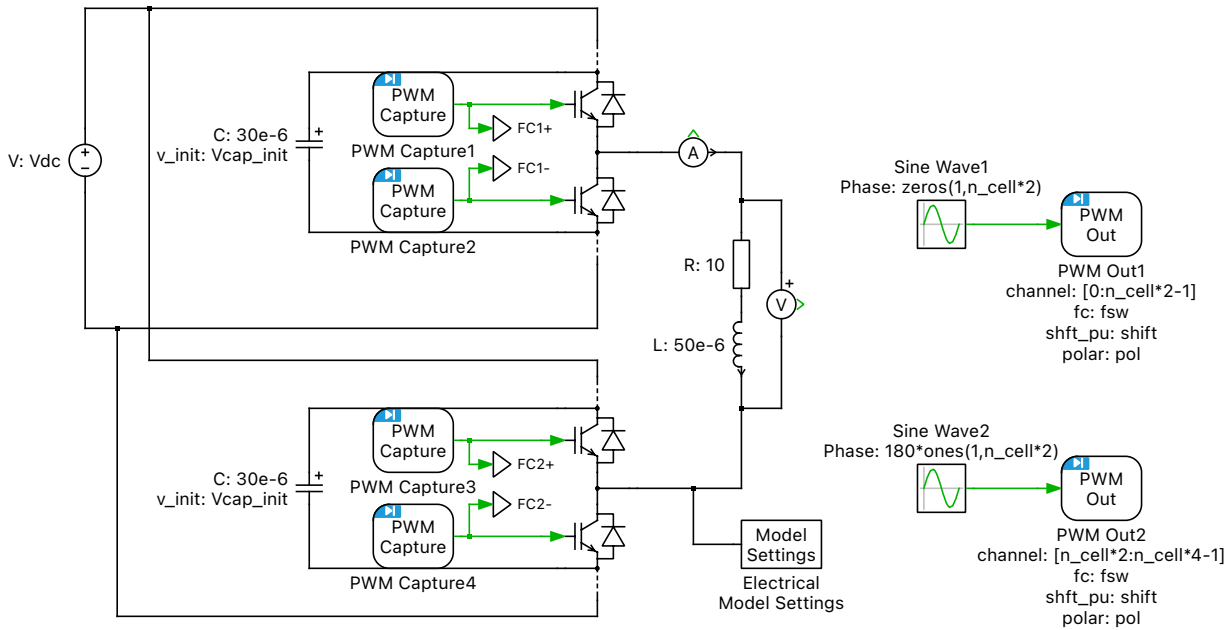 V: Vdc
C: 30e-6
v_init: Vcap_init
+
PWM
Capture
PWM Capture1
FC1+
FC1-
PWM
Capture
PWM Capture2
A
R: 10
L: 50e-6
+
V
Sine Wave1
Phase: zeros(1,n_cell*2)
PWM
Out
PWM Out1
channel: [0:n_cell*2-1]
fc: fsw
shft_pu: shift
polar: pol
C: 30e-6
v_init: Vcap_init
+
PWM
Capture
PWM Capture3
FC2+
FC2-
PWM
Capture
PWM Capture4
Model
Settings
Electrical
Model Settings
Sine Wave2
Phase: 180*ones(1,n_cell*2)
PWM
Out
PWM Out2
channel: [n_cell*2:n_cell*4-1]
fc: fsw
shft_pu: shift
polar: pol